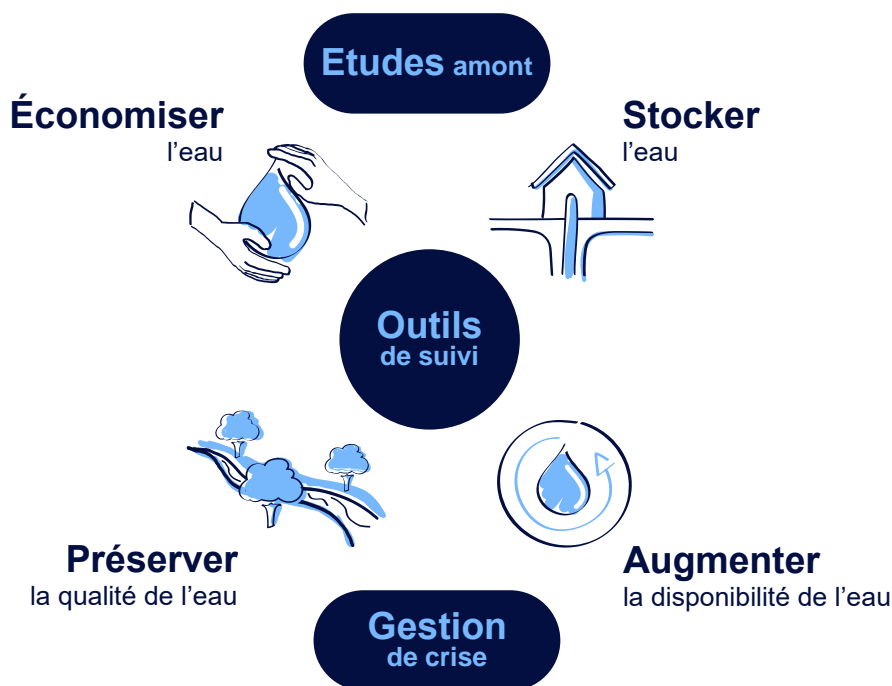 Etudes amont
Économiser
l'eau
Stocker
l'eau
Outils
de suivi
Préserver
la qualité de l'eau
Augmenter
la disponibilité de l'eau
Gestion
de crise